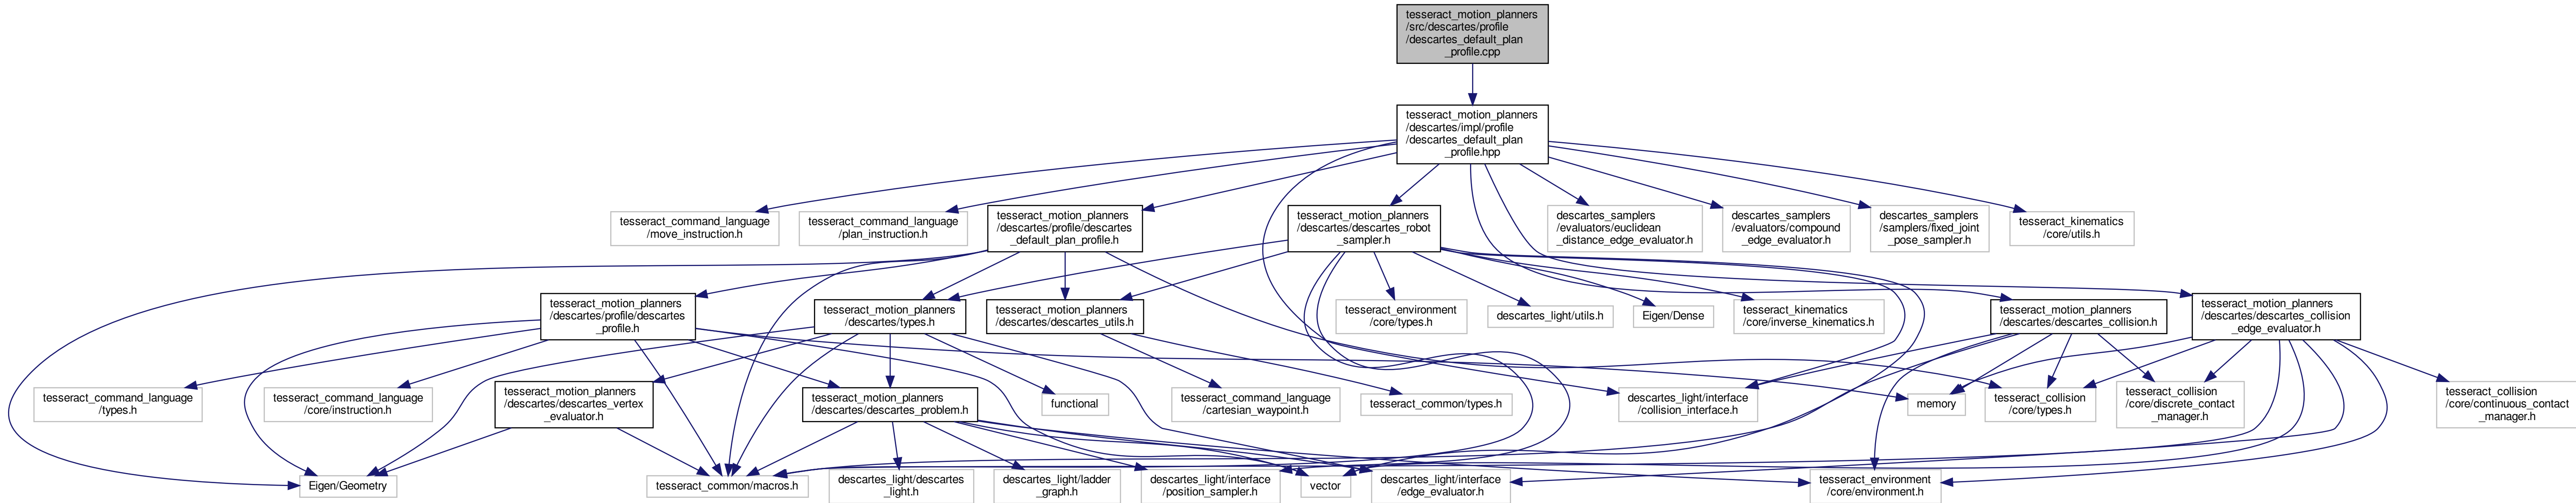 tesseract_motion_planners
/src/descartes/profile
/descartes_default_plan
_profile.cpp
tesseract_motion_planners
/descartes/impl/profile
/descartes_default_plan
_profile.hpp
tesseract_command_language
/move_instruction.h
tesseract_command_language
/plan_instruction.h
tesseract_motion_planners
/descartes/profile/descartes
_default_plan_profile.h
tesseract_motion_planners
/descartes/descartes_robot
_sampler.h
descartes_samplers
/evaluators/euclidean
_distance_edge_evaluator.h
descartes_samplers
/evaluators/compound
_edge_evaluator.h
descartes_samplers
/samplers/fixed_joint
_pose_sampler.h
tesseract_kinematics
/core/utils.h
tesseract_motion_planners
/descartes/profile/descartes
_profile.h
tesseract_motion_planners
/descartes/types.h
tesseract_motion_planners
/descartes/descartes_utils.h
tesseract_environment
/core/types.h
descartes_light/utils.h
Eigen/Dense
tesseract_kinematics
/core/inverse_kinematics.h
tesseract_motion_planners
/descartes/descartes_collision.h
tesseract_motion_planners
/descartes/descartes_collision
_edge_evaluator.h
tesseract_command_language
/types.h
tesseract_command_language
/core/instruction.h
tesseract_motion_planners
/descartes/descartes_vertex
_evaluator.h
tesseract_motion_planners
/descartes/descartes_problem.h
functional
tesseract_command_language
/cartesian_waypoint.h
tesseract_common/types.h
descartes_light/interface
/collision_interface.h
memory
tesseract_collision
/core/types.h
tesseract_collision
/core/discrete_contact
_manager.h
tesseract_collision
/core/continuous_contact
_manager.h
Eigen/Geometry
tesseract_common/macros.h
descartes_light/descartes
_light.h
descartes_light/ladder
_graph.h
descartes_light/interface
/position_sampler.h
vector
descartes_light/interface
/edge_evaluator.h
tesseract_environment
/core/environment.h